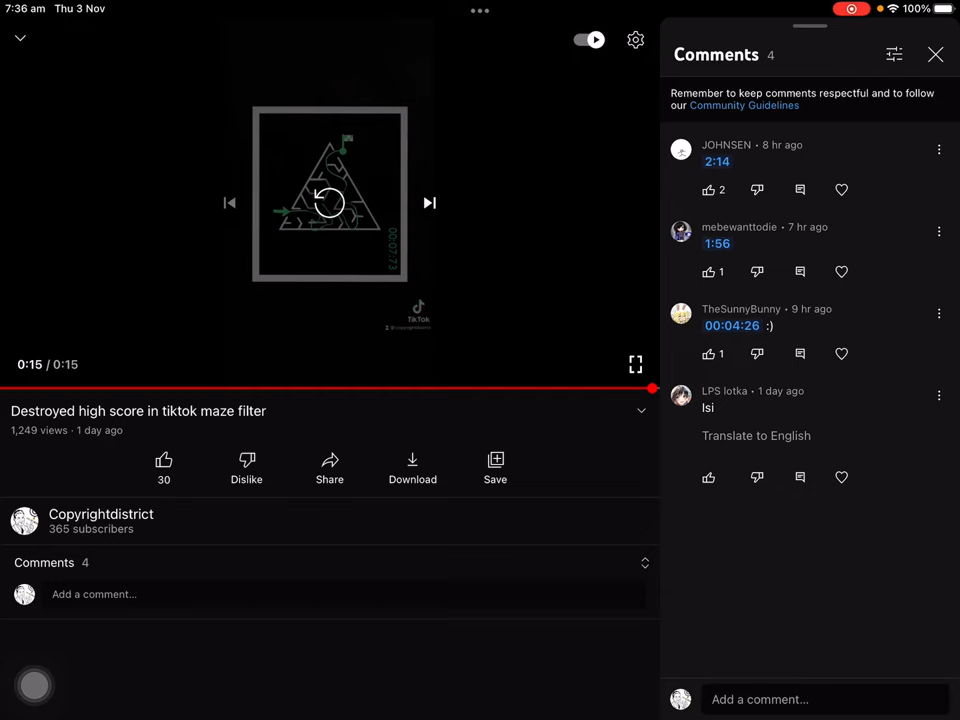 7:36 am Thu 3 Nov
100%
00:07:73
TikTok
@copyrightdistrict
0:15 / 0:15
Destroyed high score in tiktok maze filter
1,249 views · 1 day ago
30
Dislike
Share
Download
Save
Copyrightdistrict
365 subscribers
Comments 4
Add a comment...
Comments 4
Remember to keep comments respectful and to follow
our Community Guidelines
JOHNSEN • 8 hr ago
2:14
2
mebewanttodie • 7 hr ago
1:56
1
TheSunnyBunny • 9 hr ago
00:04:26 :)
1
LPS lotka • 1 day ago
Isi
Translate to English
Add a comment...